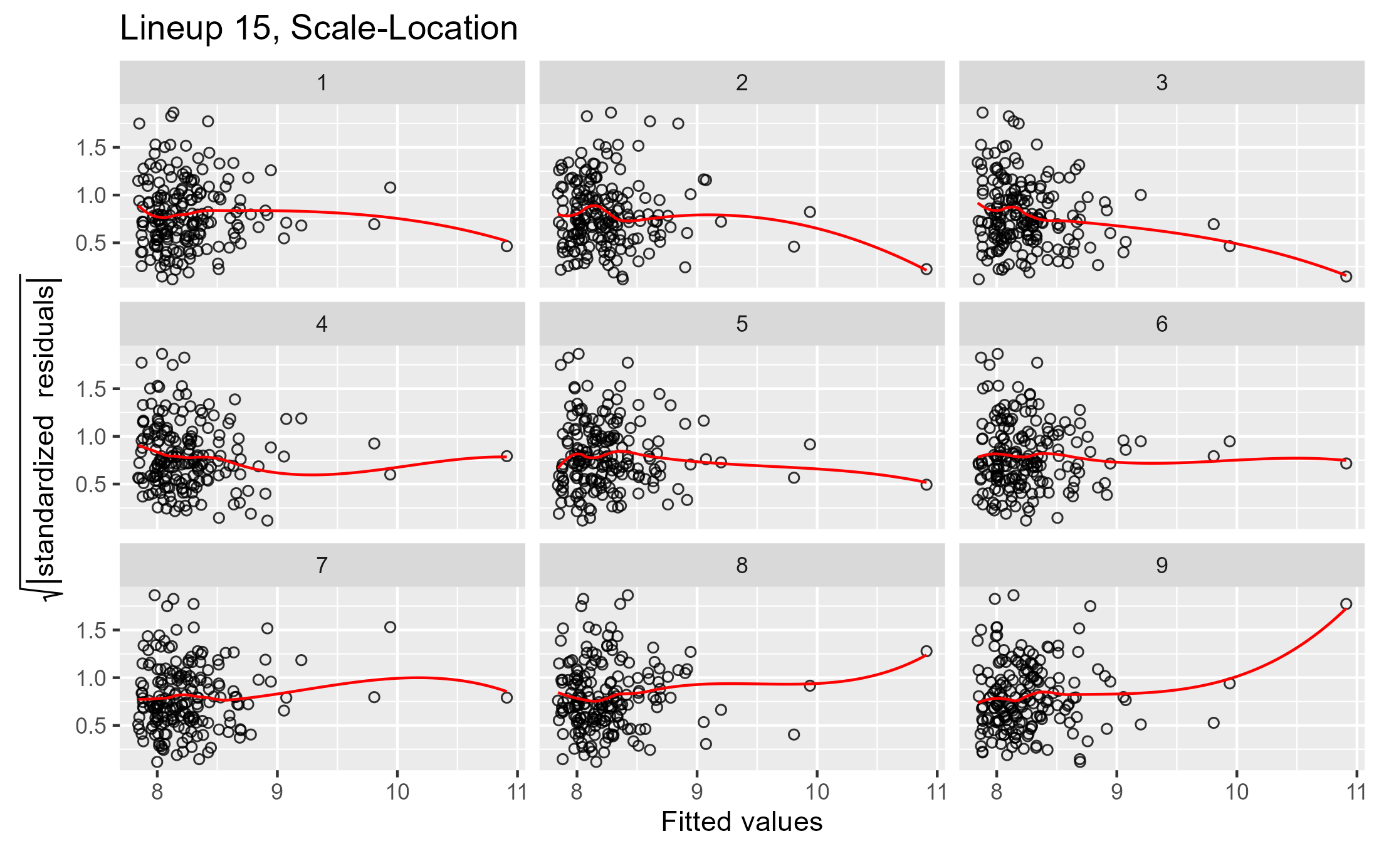 Lineup 15, Scale-Location
1 2 3
1.5
1.0
0.5
4 5 6
1.5
1.0
0.5
7 8 9
1.5
1.0
0.5
8 9 10 11 8 9 10 11 8 9 10 11
Fitted values
√|standardized residuals|